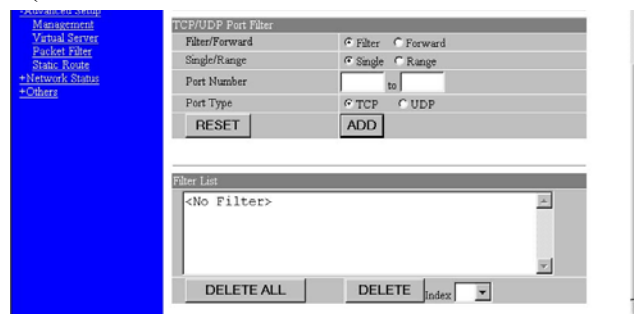 -Advanced Setup
Management
Virtual Server
Packet Filter
Static Route
+Network Status
+Others
TCP/UDP Port Filter
Filter/Forward Filter Forward
Single/Range Single Range
Port Number to
Port Type TCP UDP
RESET ADD
Filter List
<No Filter>
DELETE ALL DELETE Index